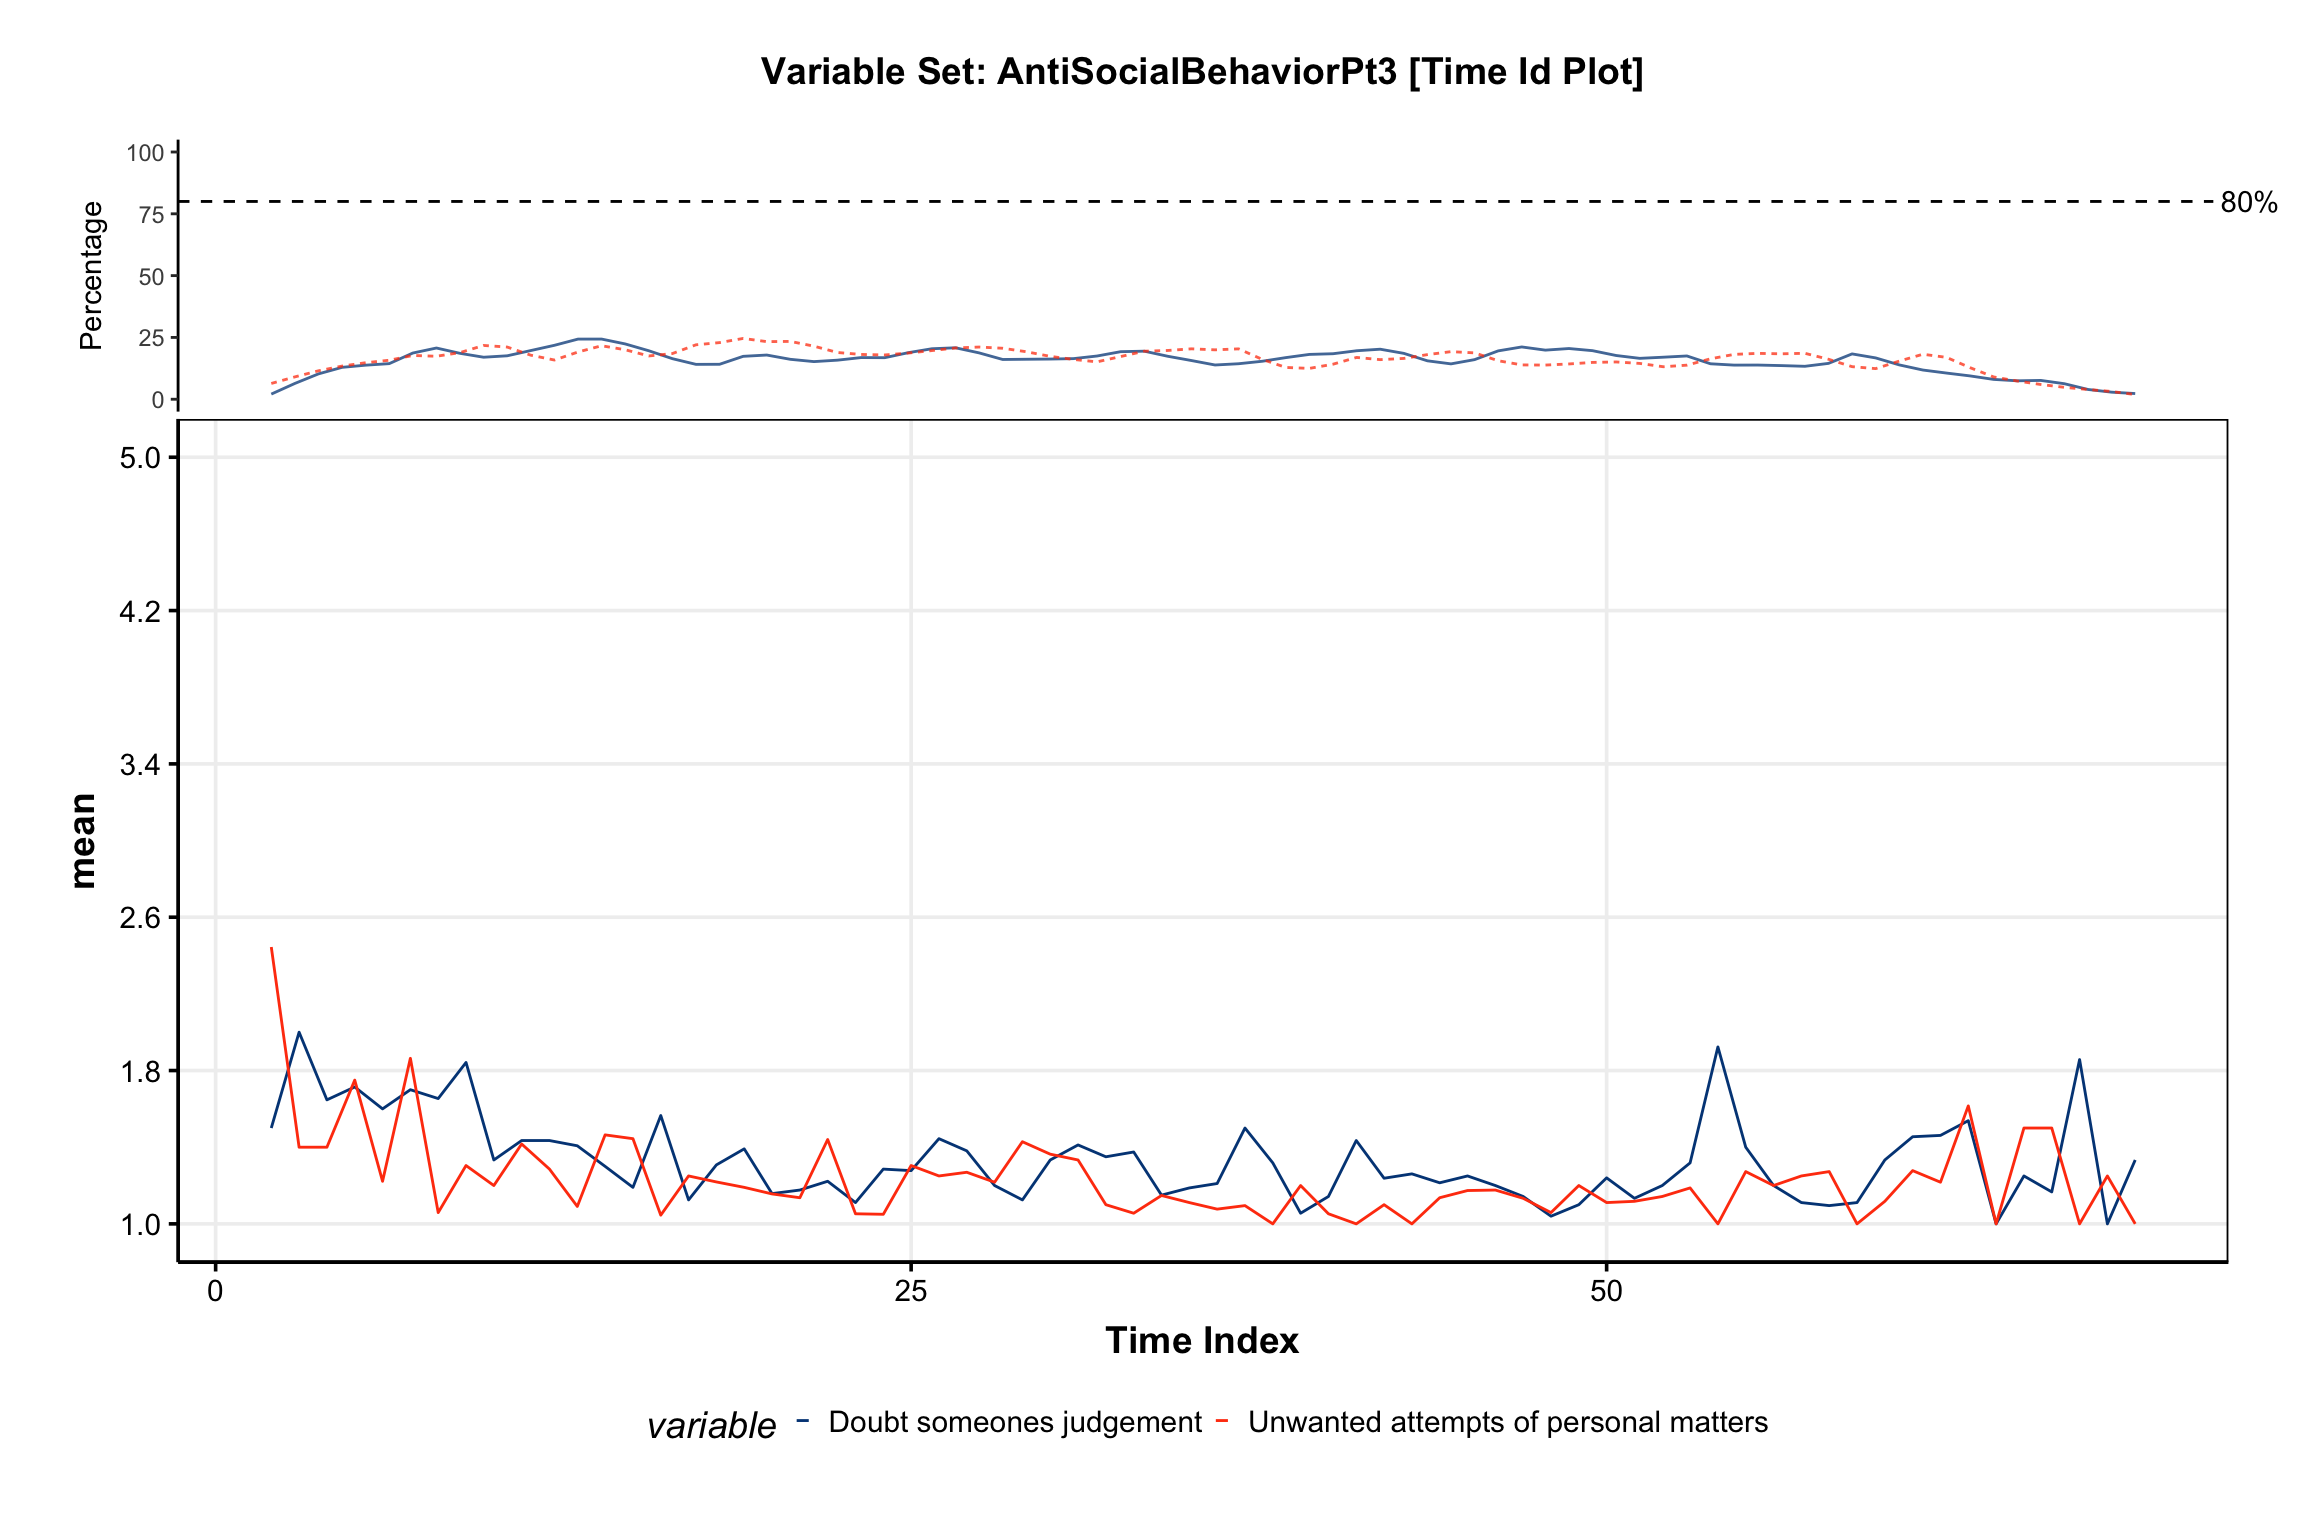 Variable Set: AntiSocialBehaviorPt3 [Time Id Plot]
100
75
50
25
0
Percentage
80%
5.0
4.2
3.4
2.6
1.8
1.0
mean
0 25 50
Time Index
variable Doubt someones judgement Unwanted attempts of personal matters